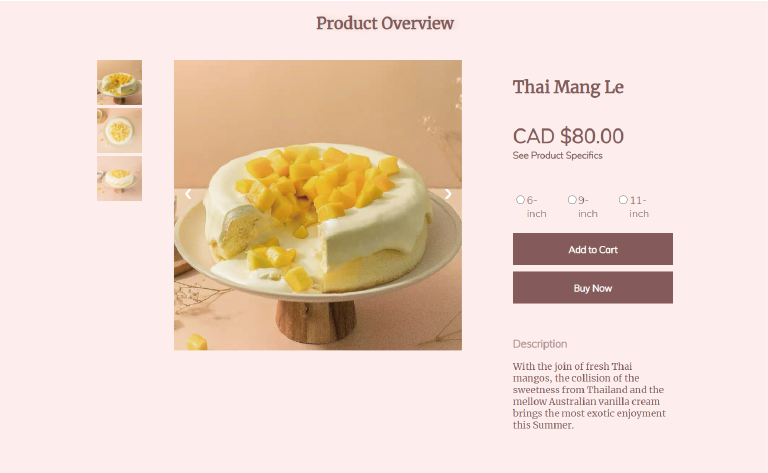 Product Overview
Thai Mang Le
CAD $80.00
See Product Specifics
6-
inch
9-
inch
11-
inch
Add to Cart
Buy Now
Description
With the join of fresh Thai
mangos, the collision of the
sweetness from Thailand and the
mellow Australian vanilla cream
brings the most exotic enjoyment
this Summer.